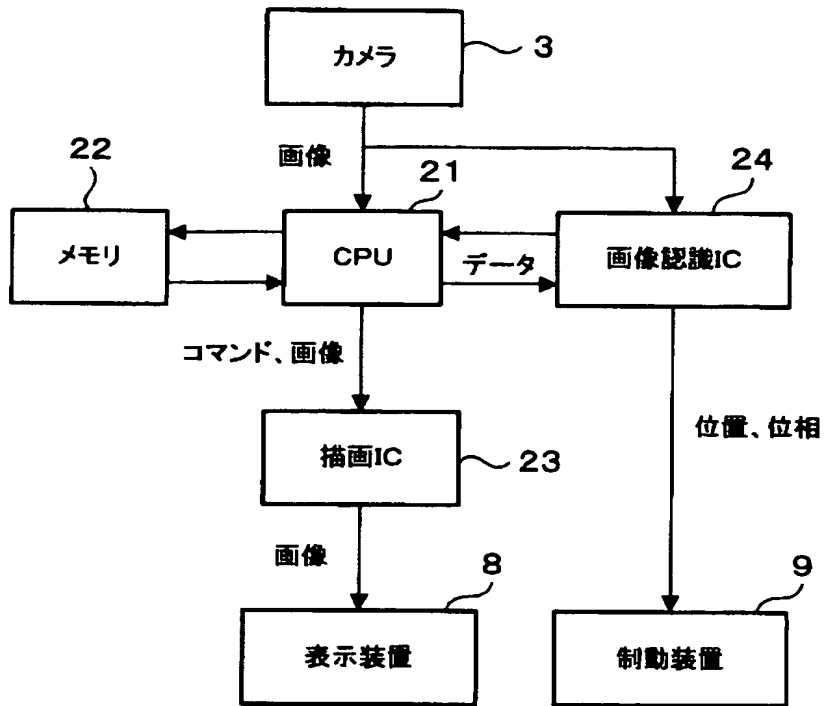 カメラ
3
画像
22
21
24
メモリ
CPU
データ
画像認識IC
コマンド、画像
描画IC
23
位置、位相
画像
8
9
表示装置
制動装置